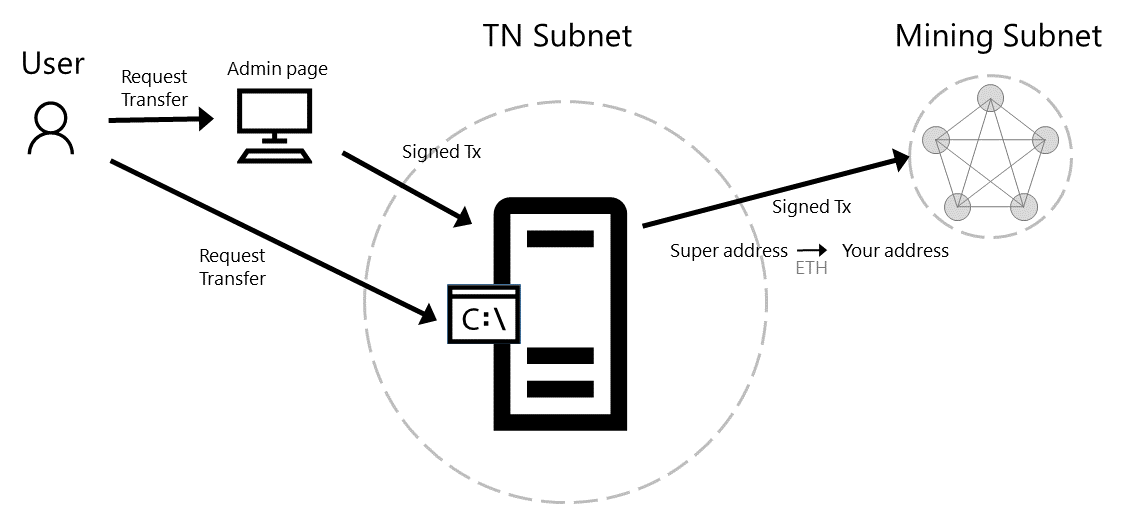 TN Subnet
Mining Subnet
User
Admin page
Request
Transfer
Signed Tx
Signed Tx
Request
Transfer
Super address
Your address
ETH
C:\